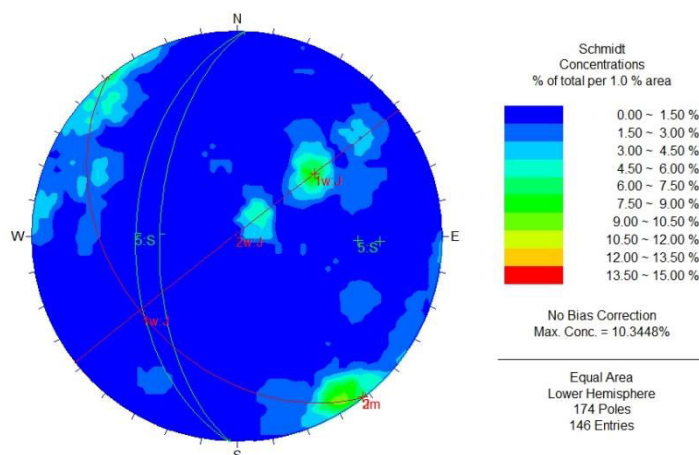 N
Schmidt
Concentrations
% of total per 1.0 % area
0.00 ~ 1.50 %
1.50 ~ 3.00 %
3.00 ~ 4.50 %
4.50 ~ 6.00 %
6.00 ~ 7.50 %
7.50 ~ 9.00 %
9.00 ~ 10.50 %
10.50 ~ 12.00 %
12.00 ~ 13.50 %
13.50 ~ 15.00 %
1w.J
W
5.S
2w.J
5.S
E
1w.J
2m
S
No Bias Correction
Max. Conc. = 10.3448%
Equal Area
Lower Hemisphere
174 Poles
146 Entries